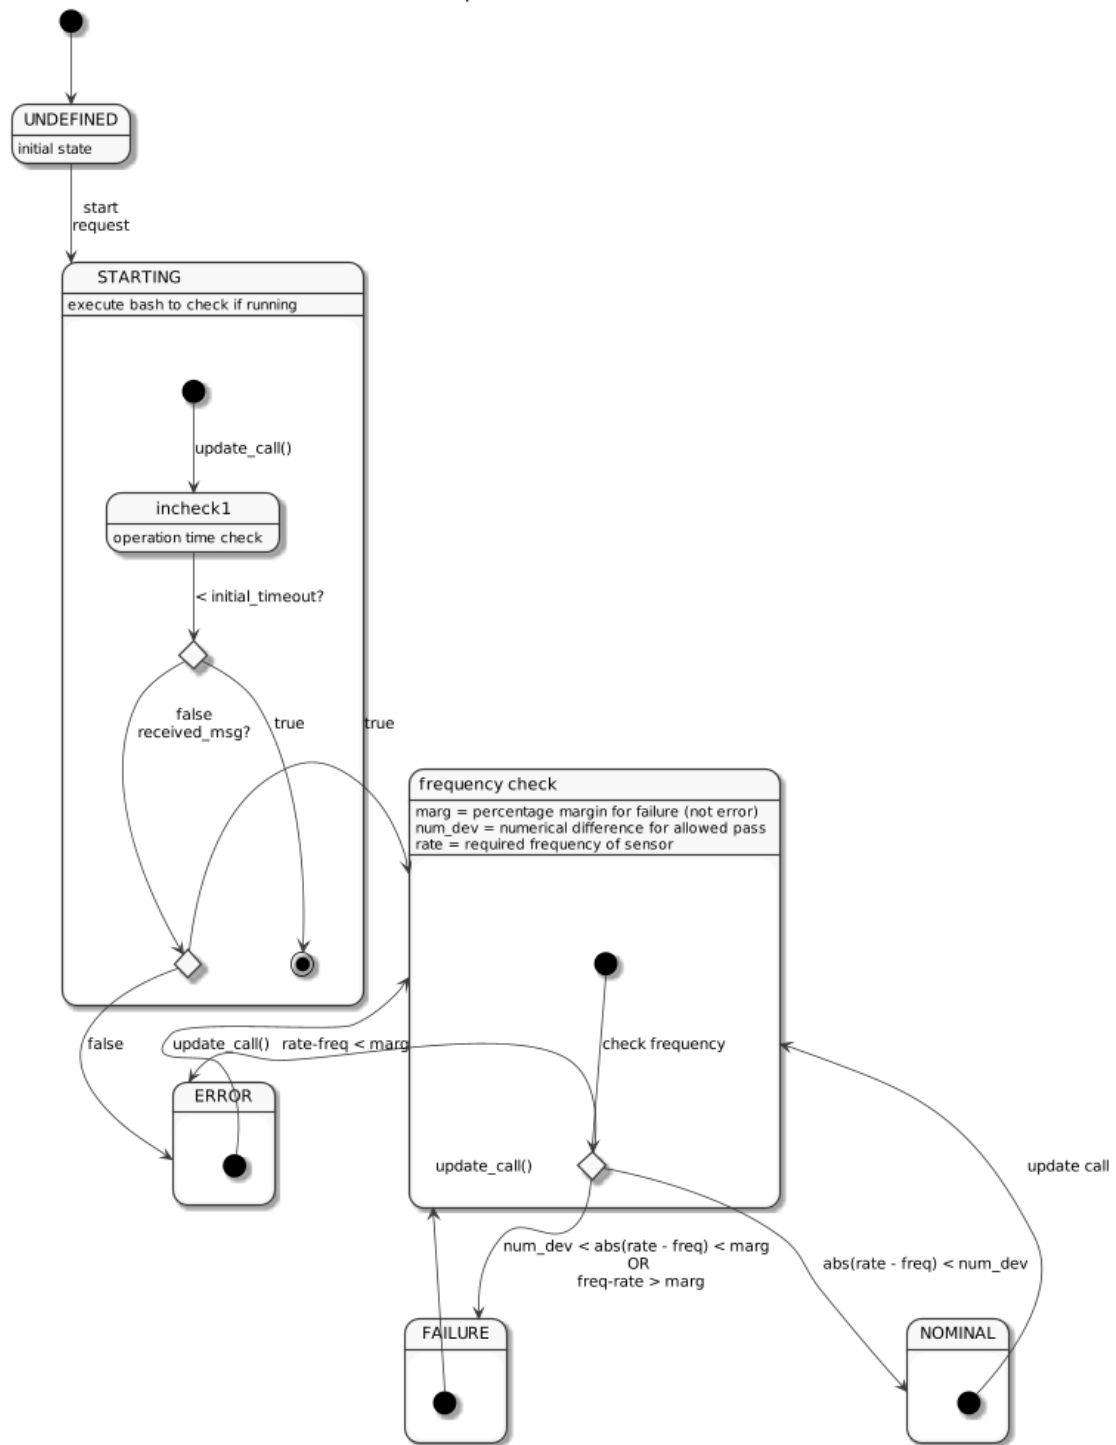 UNDEFINED
initial state
start
request
STARTING
execute bash to check if running
update_call()
incheck1
operation time check
< initial_timeout?
false
received_msg?
true
true
frequency check
marg = percentage margin for failure (not error)
num_dev = numerical difference for allowed pass
rate = required frequency of sensor
false
update_call()
rate-freq < marg
check frequency
ERROR
update_call()
update call
num_dev < abs(rate - freq) < marg
OR
freq-rate > marg
abs(rate - freq) < num_dev
FAILURE
NOMINAL